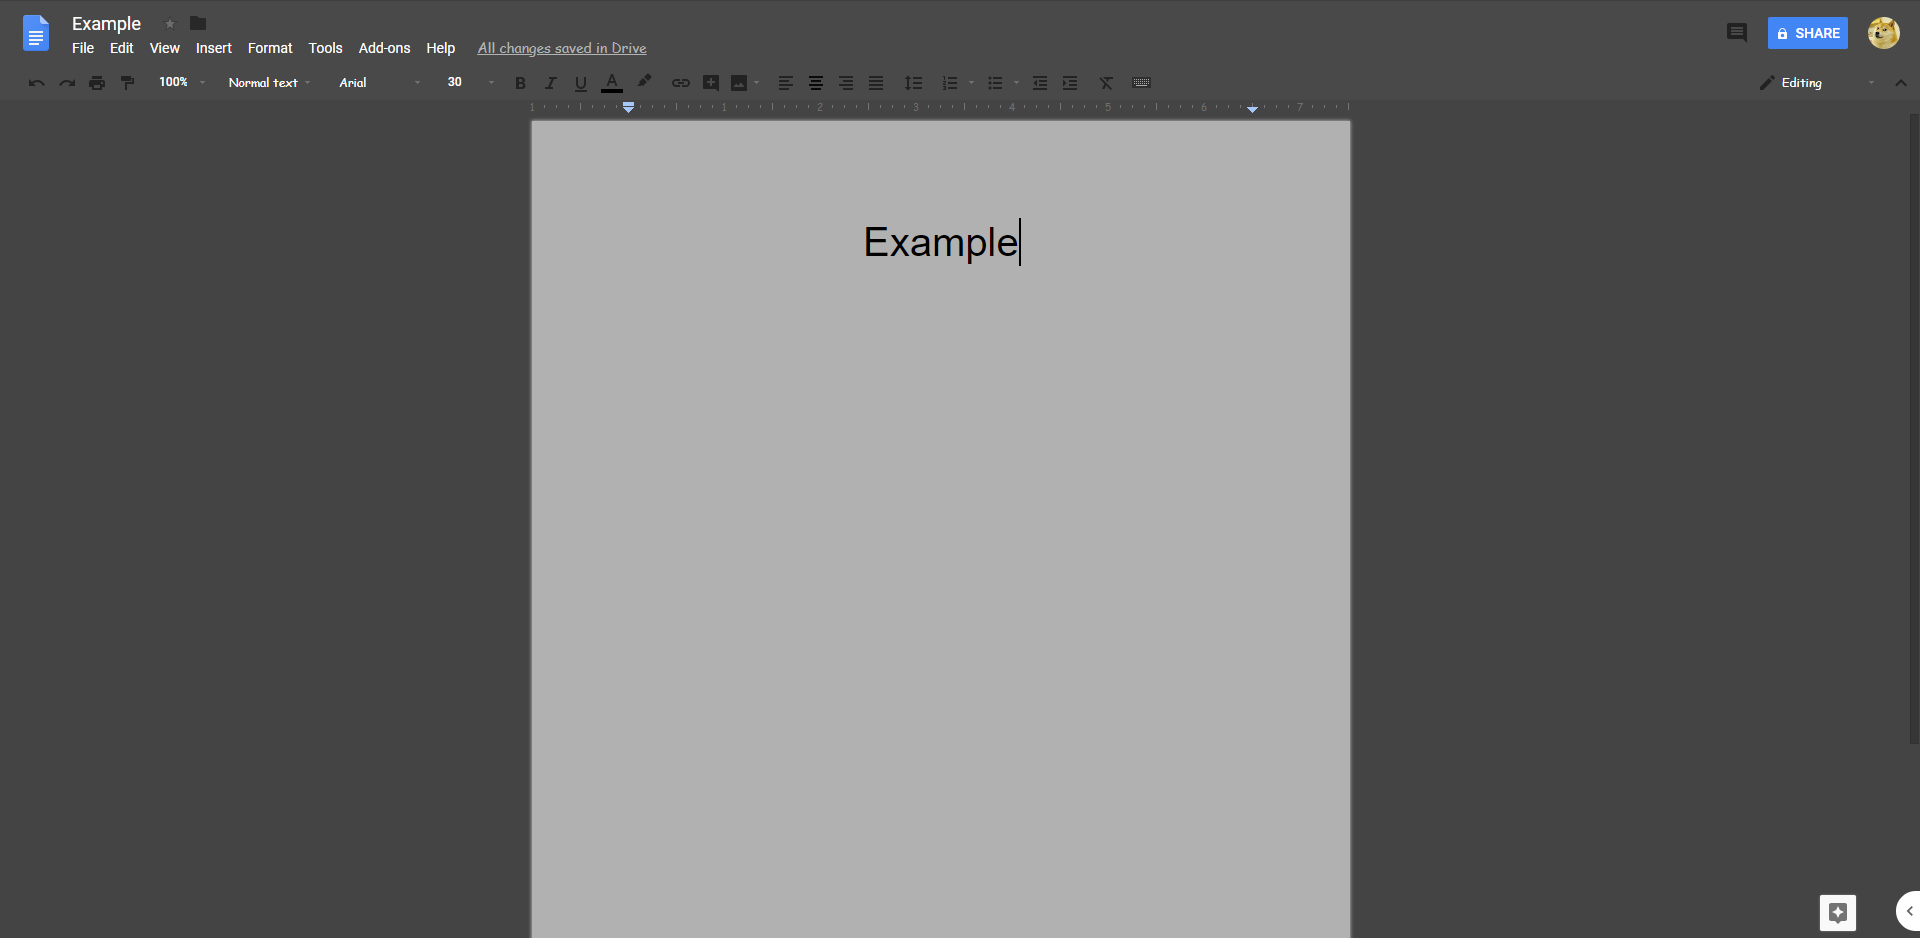 Example
File Edit View Insert Format Tools Add-ons Help All changes saved in Drive
SHARE
100% Normal text Arial 30 B I U A Editing
1 1 2 3 4 5 6 7
Example